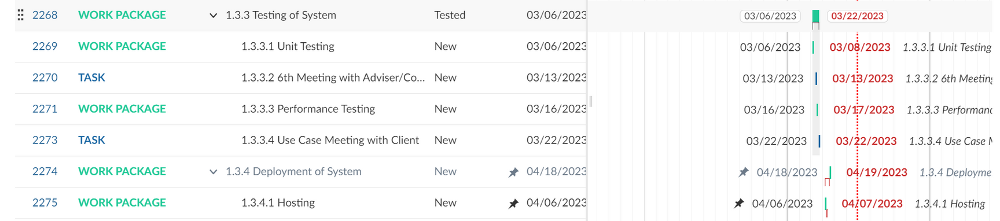 2268 WORK PACKAGE 1.3.3 Testing of System Tested 03/06/2023 03/06/2023 03/22/2023
2269 WORK PACKAGE 1.3.3.1 Unit Testing New 03/06/2023 03/06/2023 03/08/2023 1.3.3.1 Unit Testing
2270 TASK 1.3.3.2 6th Meeting with Adviser/Co... New 03/13/2023 03/13/2023 03/13/2023 1.3.3.2 6th Meeting
2271 WORK PACKAGE 1.3.3.3 Performance Testing New 03/16/2023 03/16/2023 03/17/2023 1.3.3.3 Performanc
2273 TASK 1.3.3.4 Use Case Meeting with Client New 03/22/2023 03/22/2023 03/22/2023 1.3.3.4 Use Case
2274 WORK PACKAGE 1.3.4 Deployment of System New 04/18/2023 04/18/2023 04/19/2023 1.3.4 Deployme
2275 WORK PACKAGE 1.3.4.1 Hosting New 04/06/2023 04/06/2023 04/07/2023 1.3.4.1 Hosting